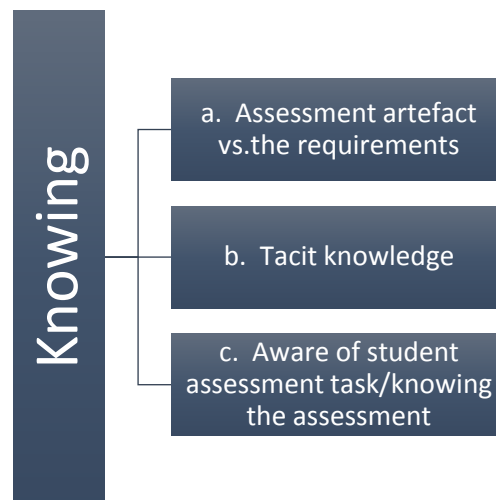 Knowing
a. Assessment artefact
vs.the requirements
b. Tacit knowledge
c. Aware of student
assessment task/knowing
the assessment